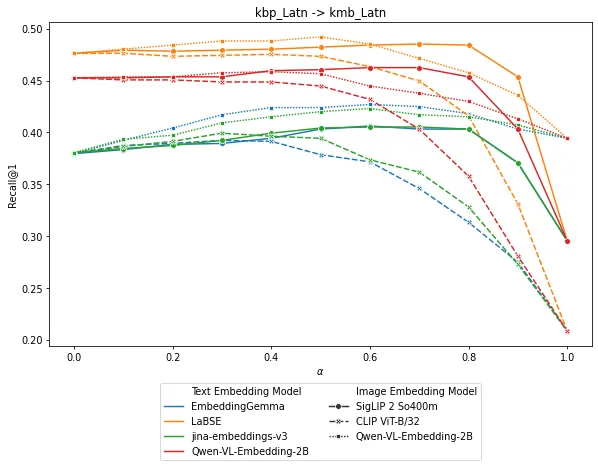 kbp_Latn -> kmb_Latn
Recall@1
0.50
0.45
0.40
0.35
0.30
0.25
0.20
0.0
0.2
0.4
0.6
0.8
1.0
α
Text Embedding Model
EmbeddingGemma
LaBSE
jina-embeddings-v3
Qwen-VL-Embedding-2B
Image Embedding Model
SigLIP 2 So400m
CLIP ViT-B/32
Qwen-VL-Embedding-2B